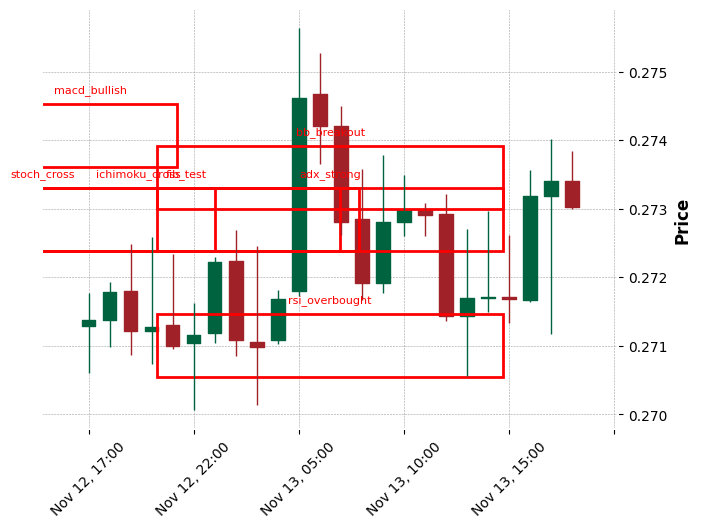 macd_bullish
bb_breakout
stoch_cross
ichimoku_cross
fib_test
adx_strong
rsi_overbought
0.275
0.274
0.273
0.272
0.271
0.270
Price
Nov 12, 17:00
Nov 12, 22:00
Nov 13, 05:00
Nov 13, 10:00
Nov 13, 15:00